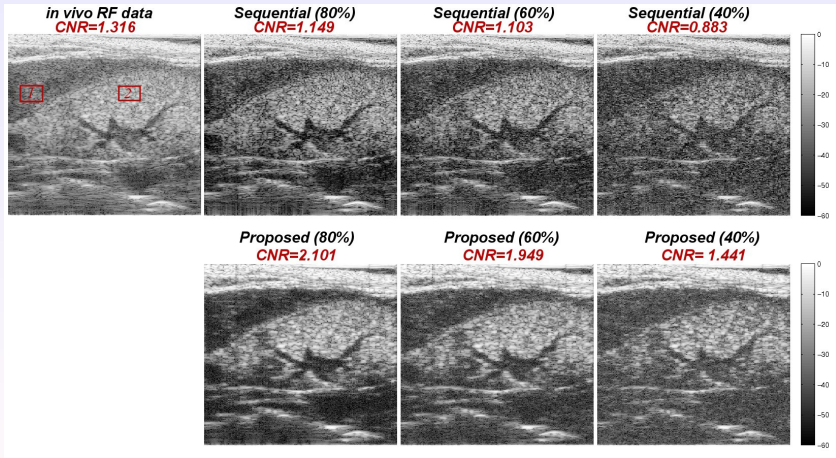 in vivo RF data
CNR=1.316
Sequential (80%)
CNR=1.149
Sequential (60%)
CNR=1.103
Sequential (40%)
CNR=0.883
1
2
0
−10
−20
−30
−40
−50
−60
Proposed (80%)
CNR=2.101
Proposed (60%)
CNR=1.949
Proposed (40%)
CNR= 1.441
0
−10
−20
−30
−40
−50
−60